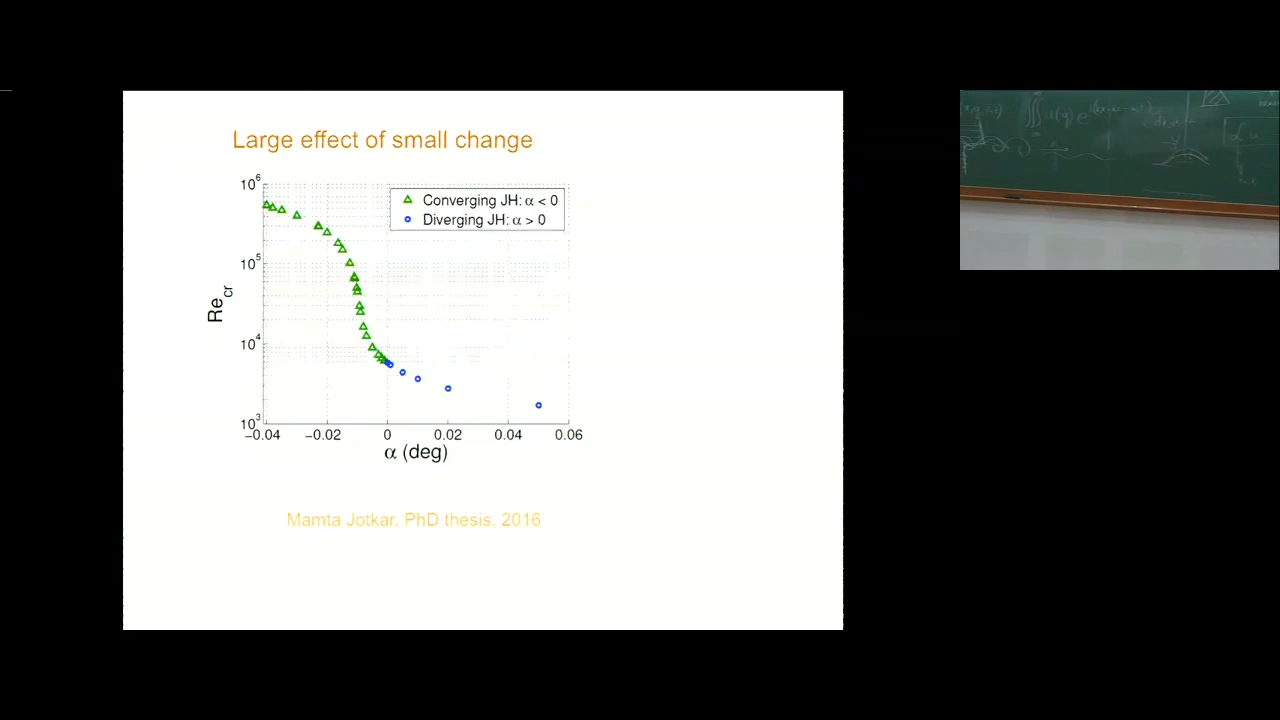 Large effect of small change
10^6
10^5
10^4
10^3
Re_cr
Converging JH: α < 0
Diverging JH: α > 0
−0.04 −0.02 0 0.02 0.04 0.06
α (deg)
Mamta Jotkar, PhD thesis, 2016